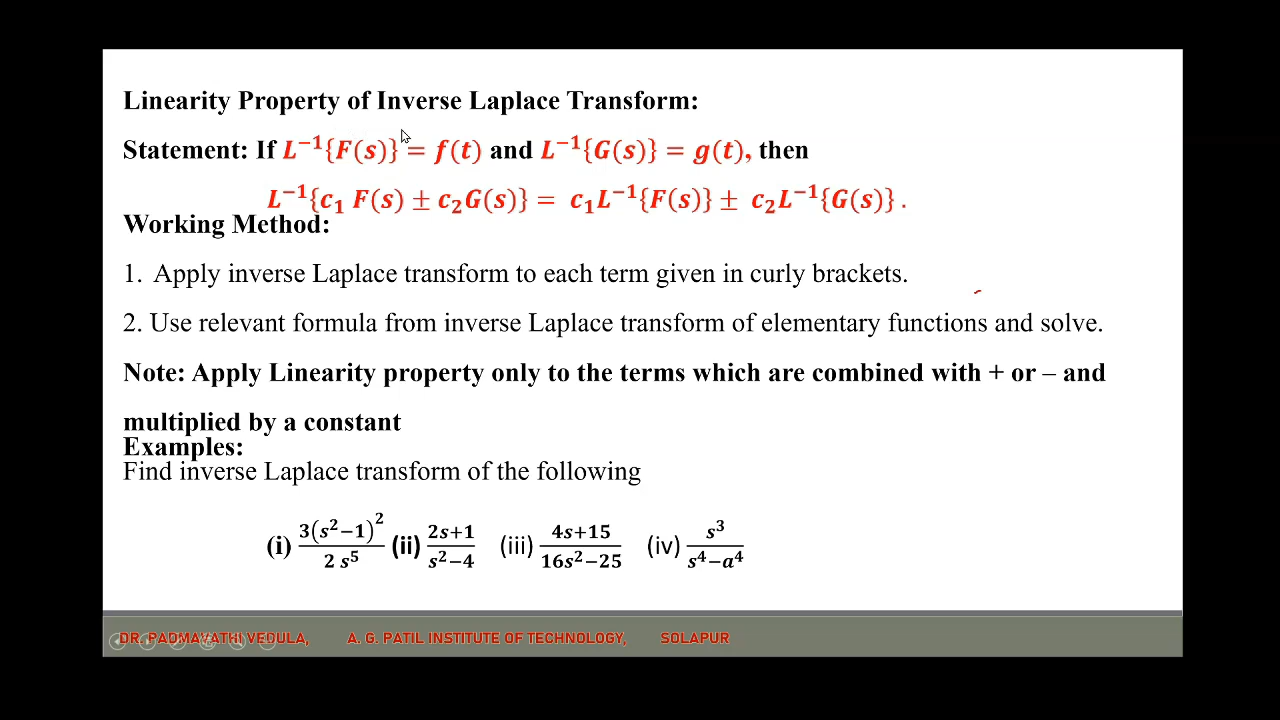 Linearity Property of Inverse Laplace Transform:
Statement: If L⁻¹{F(s)} = f(t) and L⁻¹{G(s)} = g(t), then
L⁻¹{c₁ F(s) ± c₂G(s)} = c₁L⁻¹{F(s)} ± c₂L⁻¹{G(s)} .
Working Method:
1. Apply inverse Laplace transform to each term given in curly brackets.
2. Use relevant formula from inverse Laplace transform of elementary functions and solve.
Note: Apply Linearity property only to the terms which are combined with + or – and
multiplied by a constant
Examples:
Find inverse Laplace transform of the following
(i) 3(s²−1)²/2 s⁵ (ii) 2s+1/s²−4 (iii) 4s+15/16s²−25 (iv) s³/s⁴−a⁴
DR. PADMAVATHI VEDULA, A. G. PATIL INSTITUTE OF TECHNOLOGY, SOLAPUR